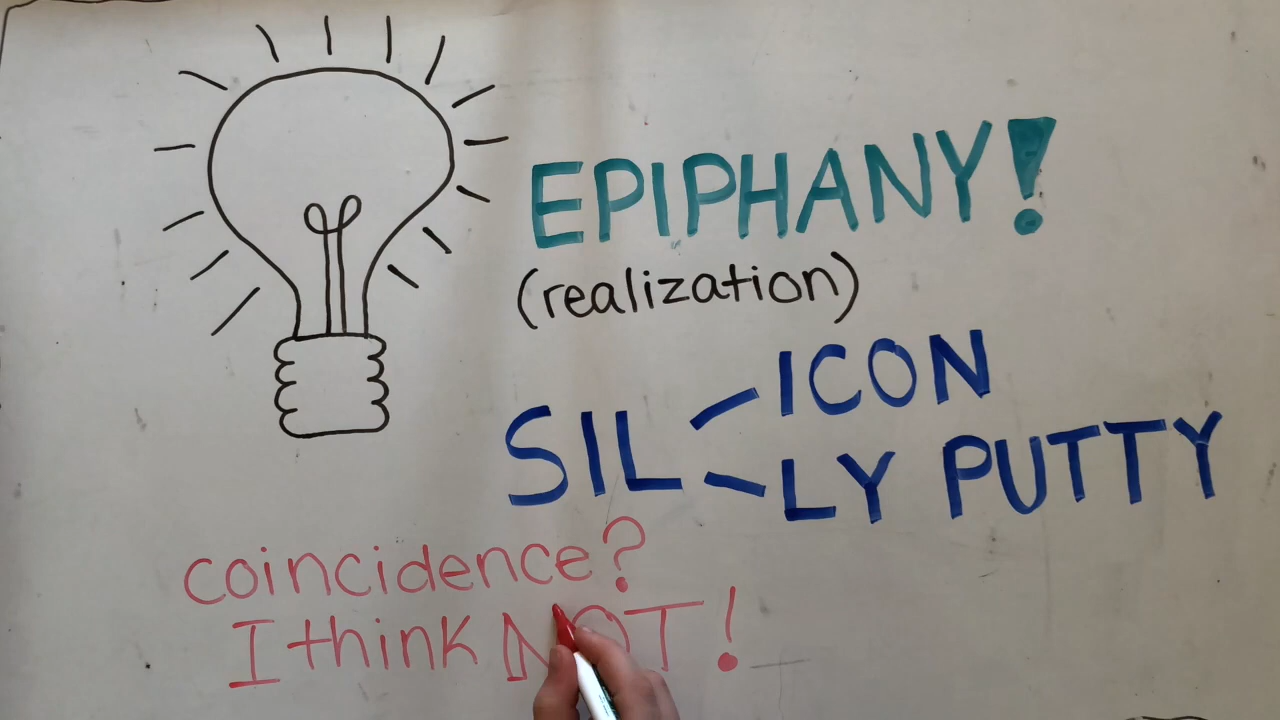 EPIPHANY!
(realization)
SIL ICON
LY PUTTY
coincidence?
I think NOT!